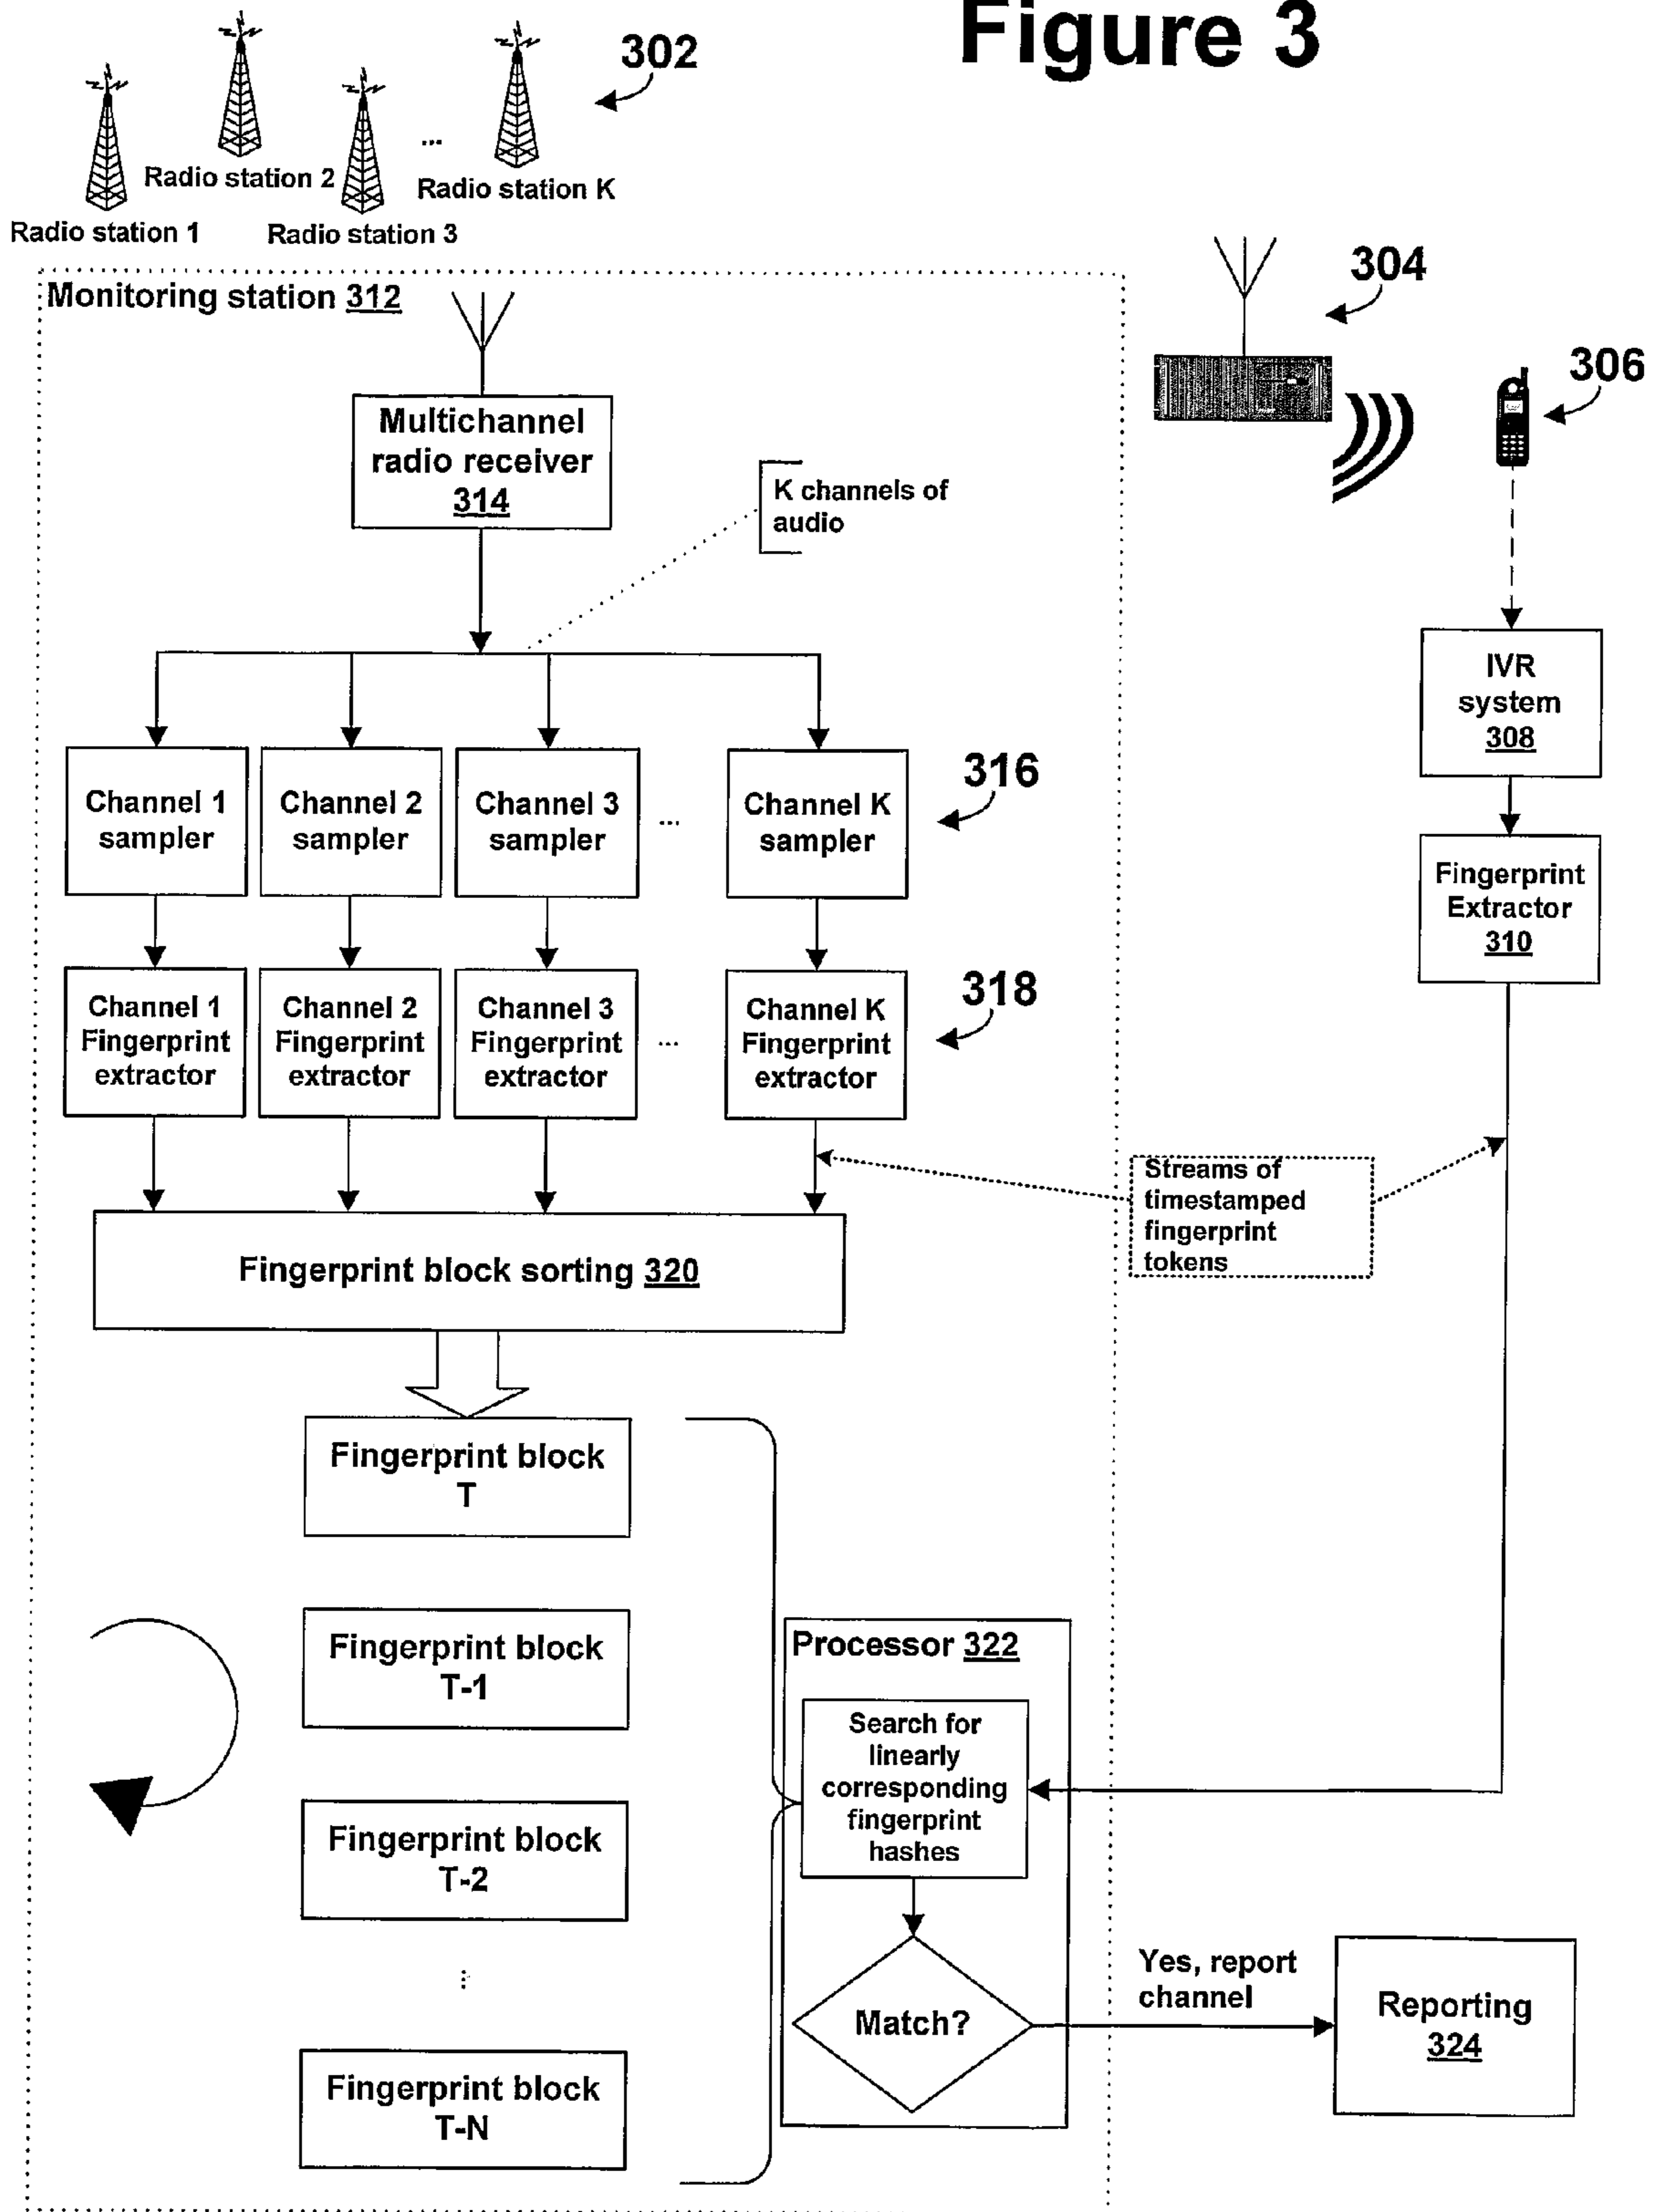 Figure 3
302
...
Radio station 2
Radio station K
Radio station 1
Radio station 3
304
Monitoring station 312
306
Multichannel
radio receiver
314
K channels of
audio
IVR
system
308
316
Channel 1
sampler
Channel 2
sampler
Channel 3
sampler
...
Channel K
sampler
Fingerprint
Extractor
310
318
Channel 1
Fingerprint
extractor
Channel 2
Fingerprint
extractor
Channel 3
Fingerprint
extractor
...
Channel K
Fingerprint
extractor
Streams of
timestamped
fingerprint
tokens
Fingerprint block sorting 320
Fingerprint block
T
Fingerprint block
T-1
Processor 322
Search for
linearly
corresponding
fingerprint
hashes
Fingerprint block
T-2
...
Match?
Yes, report
channel
Reporting
324
Fingerprint block
T-N